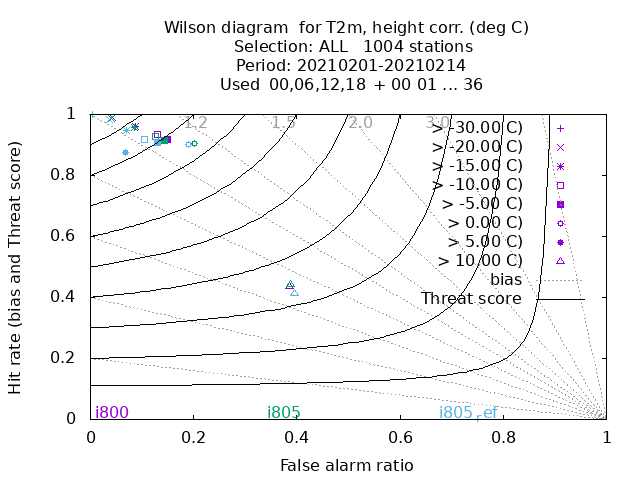 Wilson diagram  for T2m, height corr. (deg C)
Selection: ALL   1004 stations
Period: 20210201-20210214
Used  00,06,12,18 + 00 01 ... 36
Hit rate (bias and Threat score)
1
0.8
0.6
0.4
0.2
0
1.2
1.5
2.0
3.0
> -30.00 C)
> -20.00 C)
> -15.00 C)
> -10.00 C)
> -5.00 C)
> 0.00 C)
> 5.00 C)
> 10.00 C)
bias
Threat score
i800
i805
i805_ref
0
0.2
0.4
0.6
0.8
1
False alarm ratio